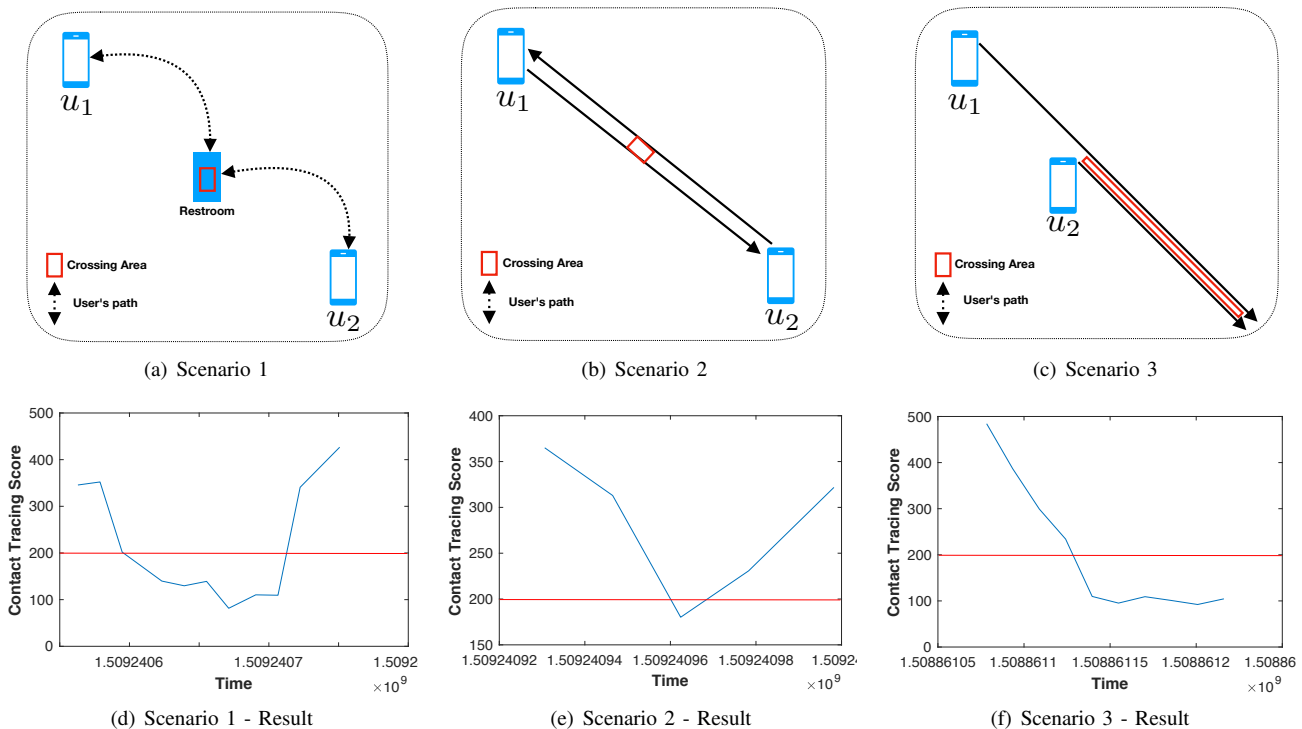 u1
Restroom
Crossing Area
User's path
u2
(a) Scenario 1
u1
Crossing Area
User's path
u2
(b) Scenario 2
u1
u2
Crossing Area
User's path
(c) Scenario 3
Contact Tracing Score
500
400
300
200
100
0
1.50924406
1.50924407
1.5092
Time
×10^9
(d) Scenario 1 - Result
Contact Tracing Score
400
350
300
250
200
150
1.50924092
1.50924094
1.50924096
1.50924098
1.50924
Time
×10^9
(e) Scenario 2 - Result
Contact Tracing Score
500
400
300
200
100
0
1.50886105
1.5088611
1.50886115
1.5088612
1.50886
Time
×10^9
(f) Scenario 3 - Result